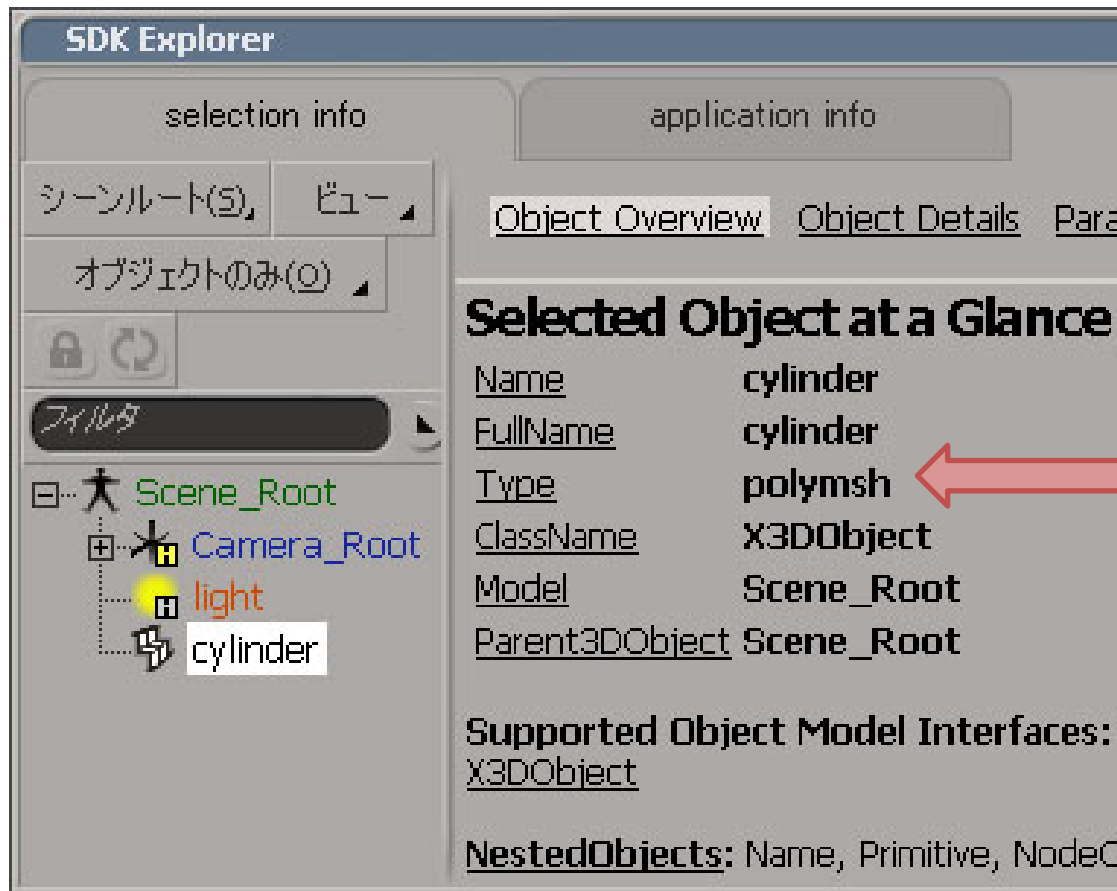 SDK Explorer
selection info
application info
シーンルート(S)
ビュー
オブジェクトのみ(O)
フィルタ
Scene_Root
Camera_Root
light
cylinder
Object Overview Object Details Para
Selected Object at a Glance
Name cylinder
FullName cylinder
Type polymsh
ClassName X3DObject
Model Scene_Root
Parent3DObject Scene_Root
Supported Object Model Interfaces:
X3DObject
NestedObjects: Name, Primitive, NodeC